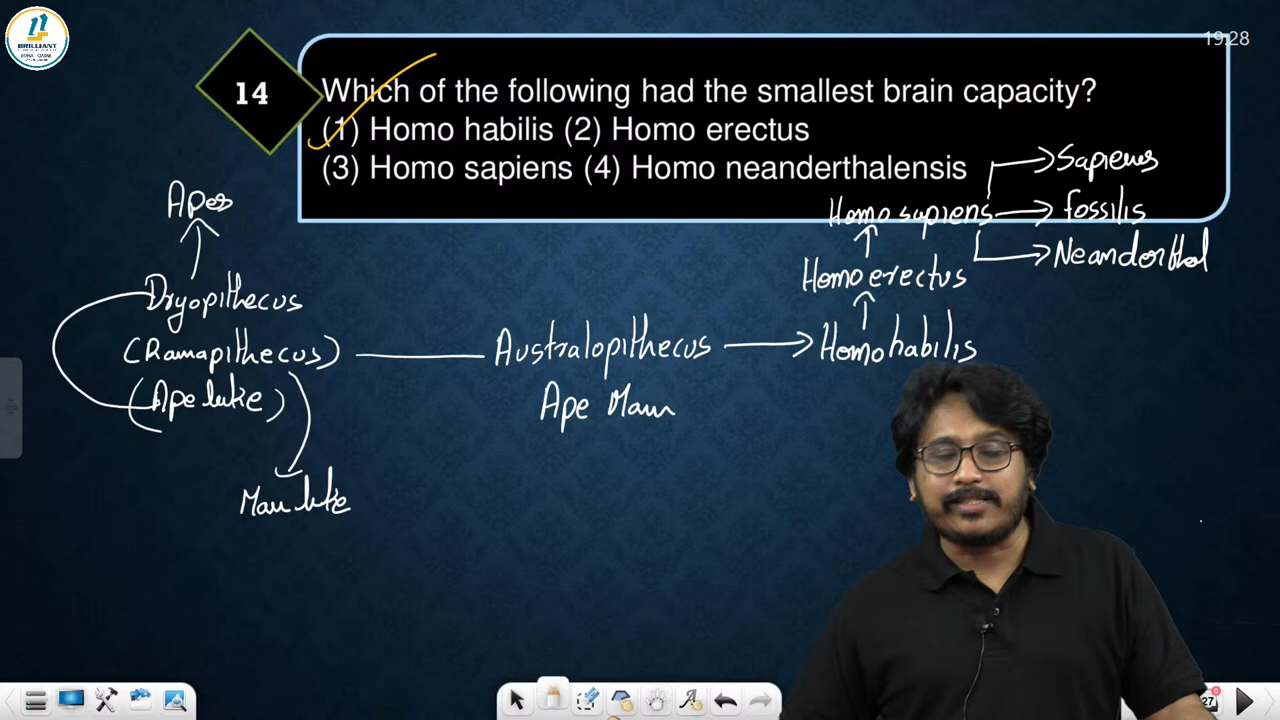 BRILLIANT
19:28
14
Which of the following had the smallest brain capacity?
(1) Homo habilis (2) Homo erectus
(3) Homo sapiens (4) Homo neanderthalensis
Sapiens
Apes
Homo sapiens
fossilis
Neanderthal
Homo erectus
Dryopithecus
(Ramapithecus)
Australopithecus
Homo habilis
(Ape like)
Ape Man
Man like
27